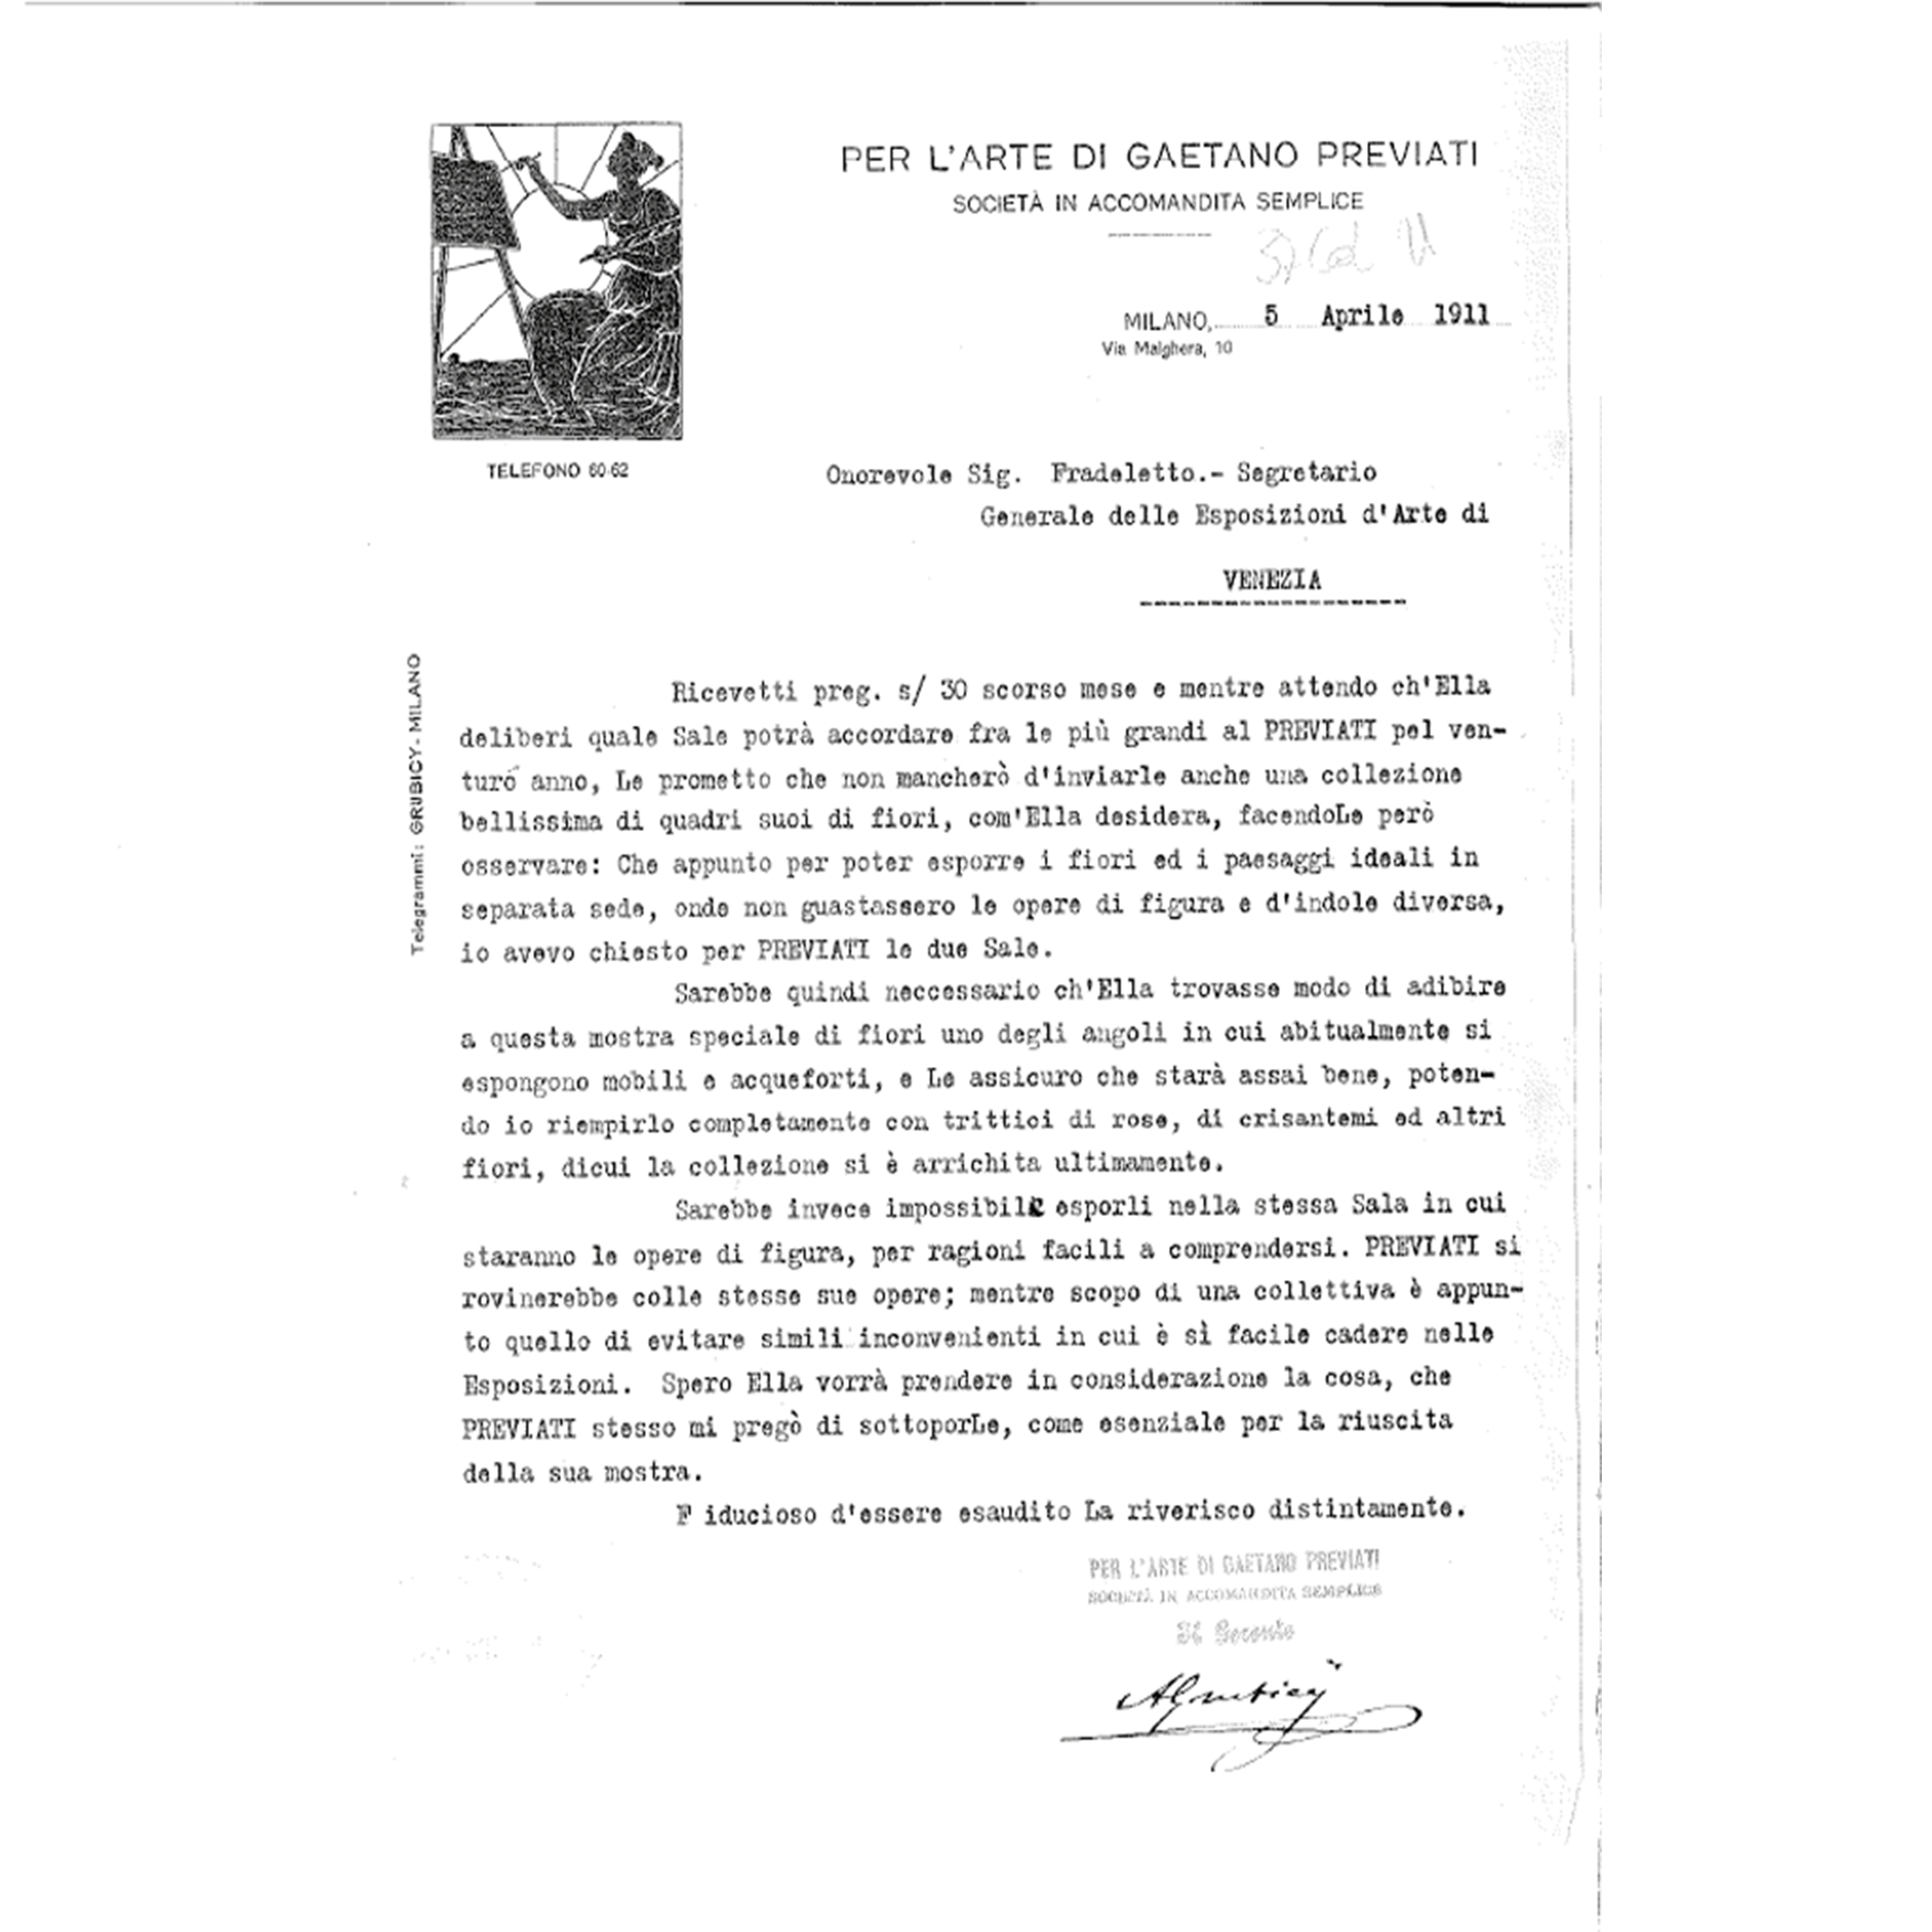 PER L'ARTE DI GAETANO PREVIATI
SOCIETÀ IN ACCOMANDITA SEMPLICE
MILANO, 5 Aprile 1911
Via Malghera, 10
TELEFONO 60-62
Onorevole Sig. Fradeletto.- Segretario
Generale delle Esposizioni d'Arte di
VENEZIA
Telegrammi: GRUBICY - MILANO
Ricevetti preg. s/ 30 scorso mese e mentre attendo ch'Ella
deliberi quale Sale potrà accordare fra le più grandi al PREVIATI pel ven-
turo anno, Le prometto che non mancherò d'inviarle anche una collezione
bellissima di quadri suoi di fiori, com'Ella desidera, facendoLe però
osservare: Che appunto per poter esporre i fiori ed i paesaggi ideali in
separata sede, onde non guastassero le opere di figura e d'indole diversa,
io avevo chiesto per PREVIATI le due Sale.
Sarebbe quindi neccessario ch'Ella trovasse modo di adibire
a questa mostra speciale di fiori uno degli angoli in cui abitualmente si
espongono mobili e acqueforti, e Le assicuro che starà assai bene, poten-
do io riempirlo completamente con trittici di rose, di crisantemi ed altri
fiori, dicui la collezione si è arrichita ultimamente.
Sarebbe invece impossibile esporli nella stessa Sala in cui
staranno le opere di figura, per ragioni facili a comprendersi. PREVIATI si
rovinerebbe colle stesse sue opere; mentre scopo di una collettiva è appun-
to quello di evitare simili inconvenienti in cui è sì facile cadere nelle
Esposizioni. Spero Ella vorrà prendere in considerazione la cosa, che
PREVIATI stesso mi pregò di sottoporLe, come esenziale per la riuscita
della sua mostra.
F iducioso d'essere esaudito La riverisco distintamente.
PER L'ARTE DI GAETANO PREVIATI
SOCIETÀ IN ACCOMANDITA SEMPLICE
Il Gerente
AGrubicy